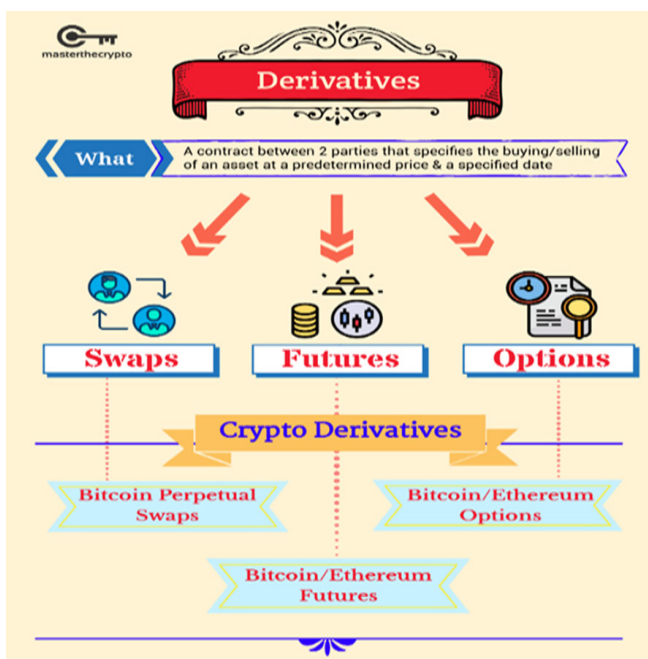 masterthecrypto
Derivatives
What
A contract between 2 parties that specifies the buying/selling
of an asset at a predetermined price & a specified date
Swaps
Futures
Options
Crypto Derivatives
Bitcoin Perpetual
Swaps
Bitcoin/Ethereum
Options
Bitcoin/Ethereum
Futures